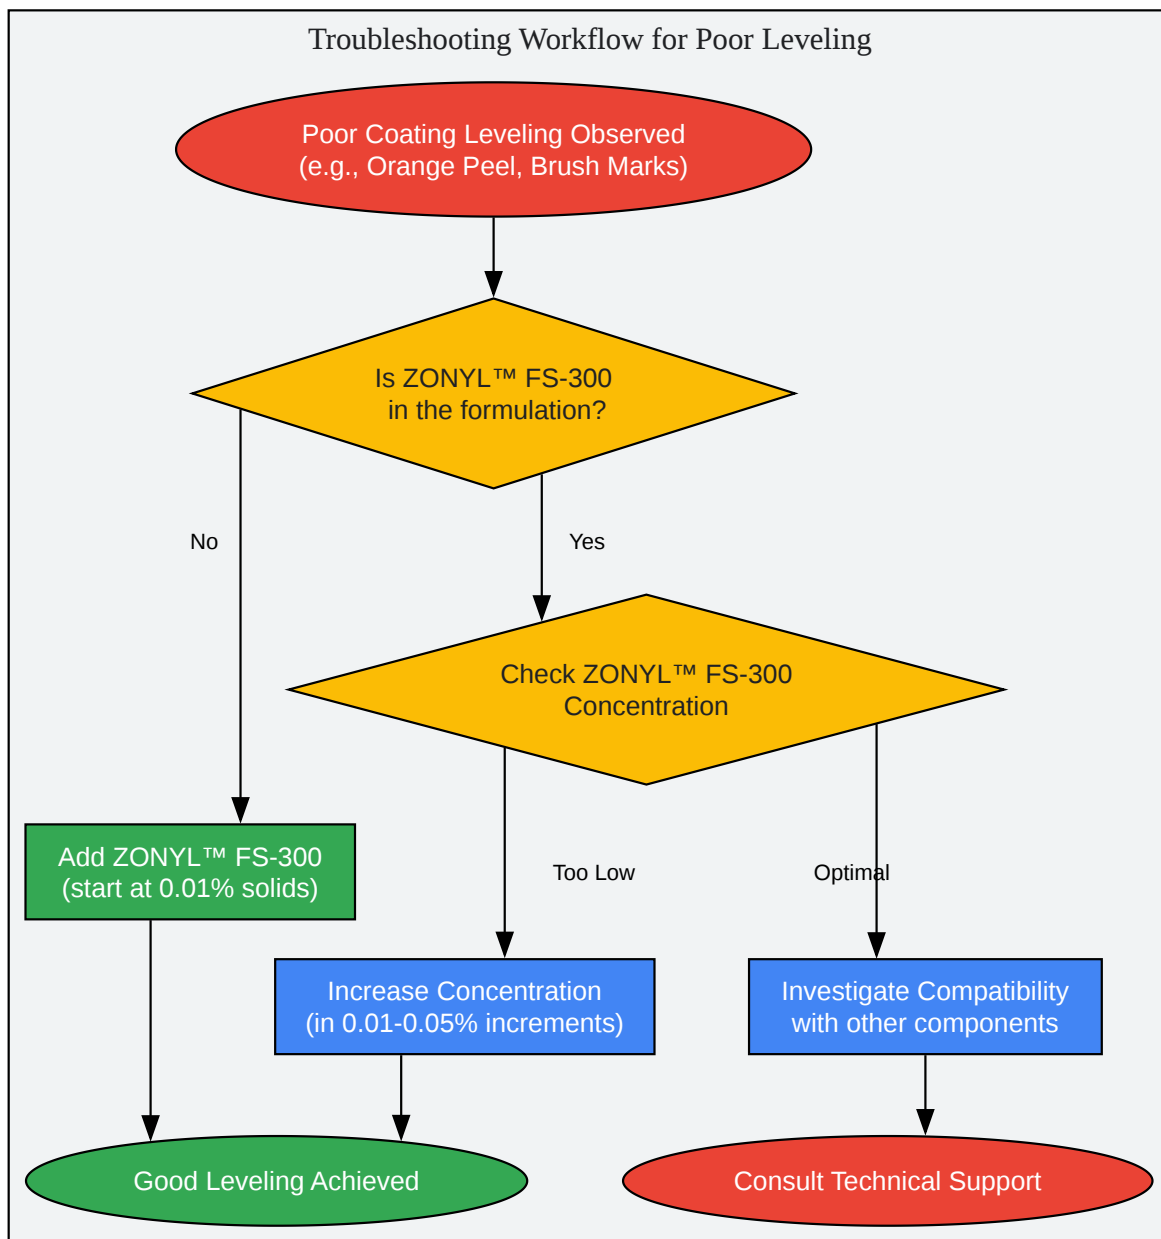 Troubleshooting Workflow for Poor Leveling
Poor Coating Leveling Observed
(e.g., Orange Peel, Brush Marks)
Is ZONYL™ FS-300
in the formulation?
No
Yes
Check ZONYL™ FS-300
Concentration
Add ZONYL™ FS-300
(start at 0.01% solids)
Too Low
Optimal
Increase Concentration
(in 0.01-0.05% increments)
Investigate Compatibility
with other components
Good Leveling Achieved
Consult Technical Support